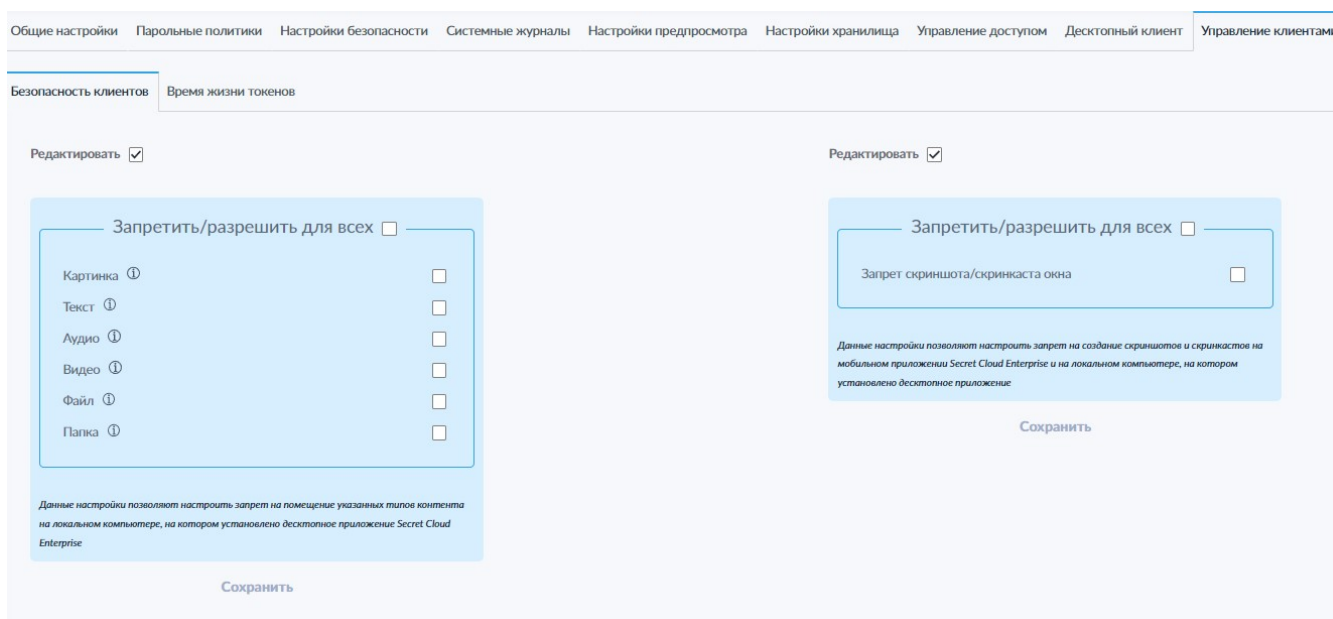 Общие настройки Парольные политики Настройки безопасности Системные журналы Настройки предпросмотра Настройки хранилища Управление доступом Десктопный клиент Управление клиентами
Безопасность клиентов Время жизни токенов
Редактировать
Запретить/разрешить для всех
Картинка
Текст
Аудио
Видео
Файл
Папка
Данные настройки позволяют настроить запрет на помещение указанных типов контента
на локальном компьютере, на котором установлено десктопное приложение Secret Cloud
Enterprise
Сохранить
Редактировать
Запретить/разрешить для всех
Запрет скриншота/скринкаста окна
Данные настройки позволяют настроить запрет на создание скриншотов и скринкастов на
мобильном приложении Secret Cloud Enterprise и на локальном компьютере, на котором
установлено десктопное приложение
Сохранить